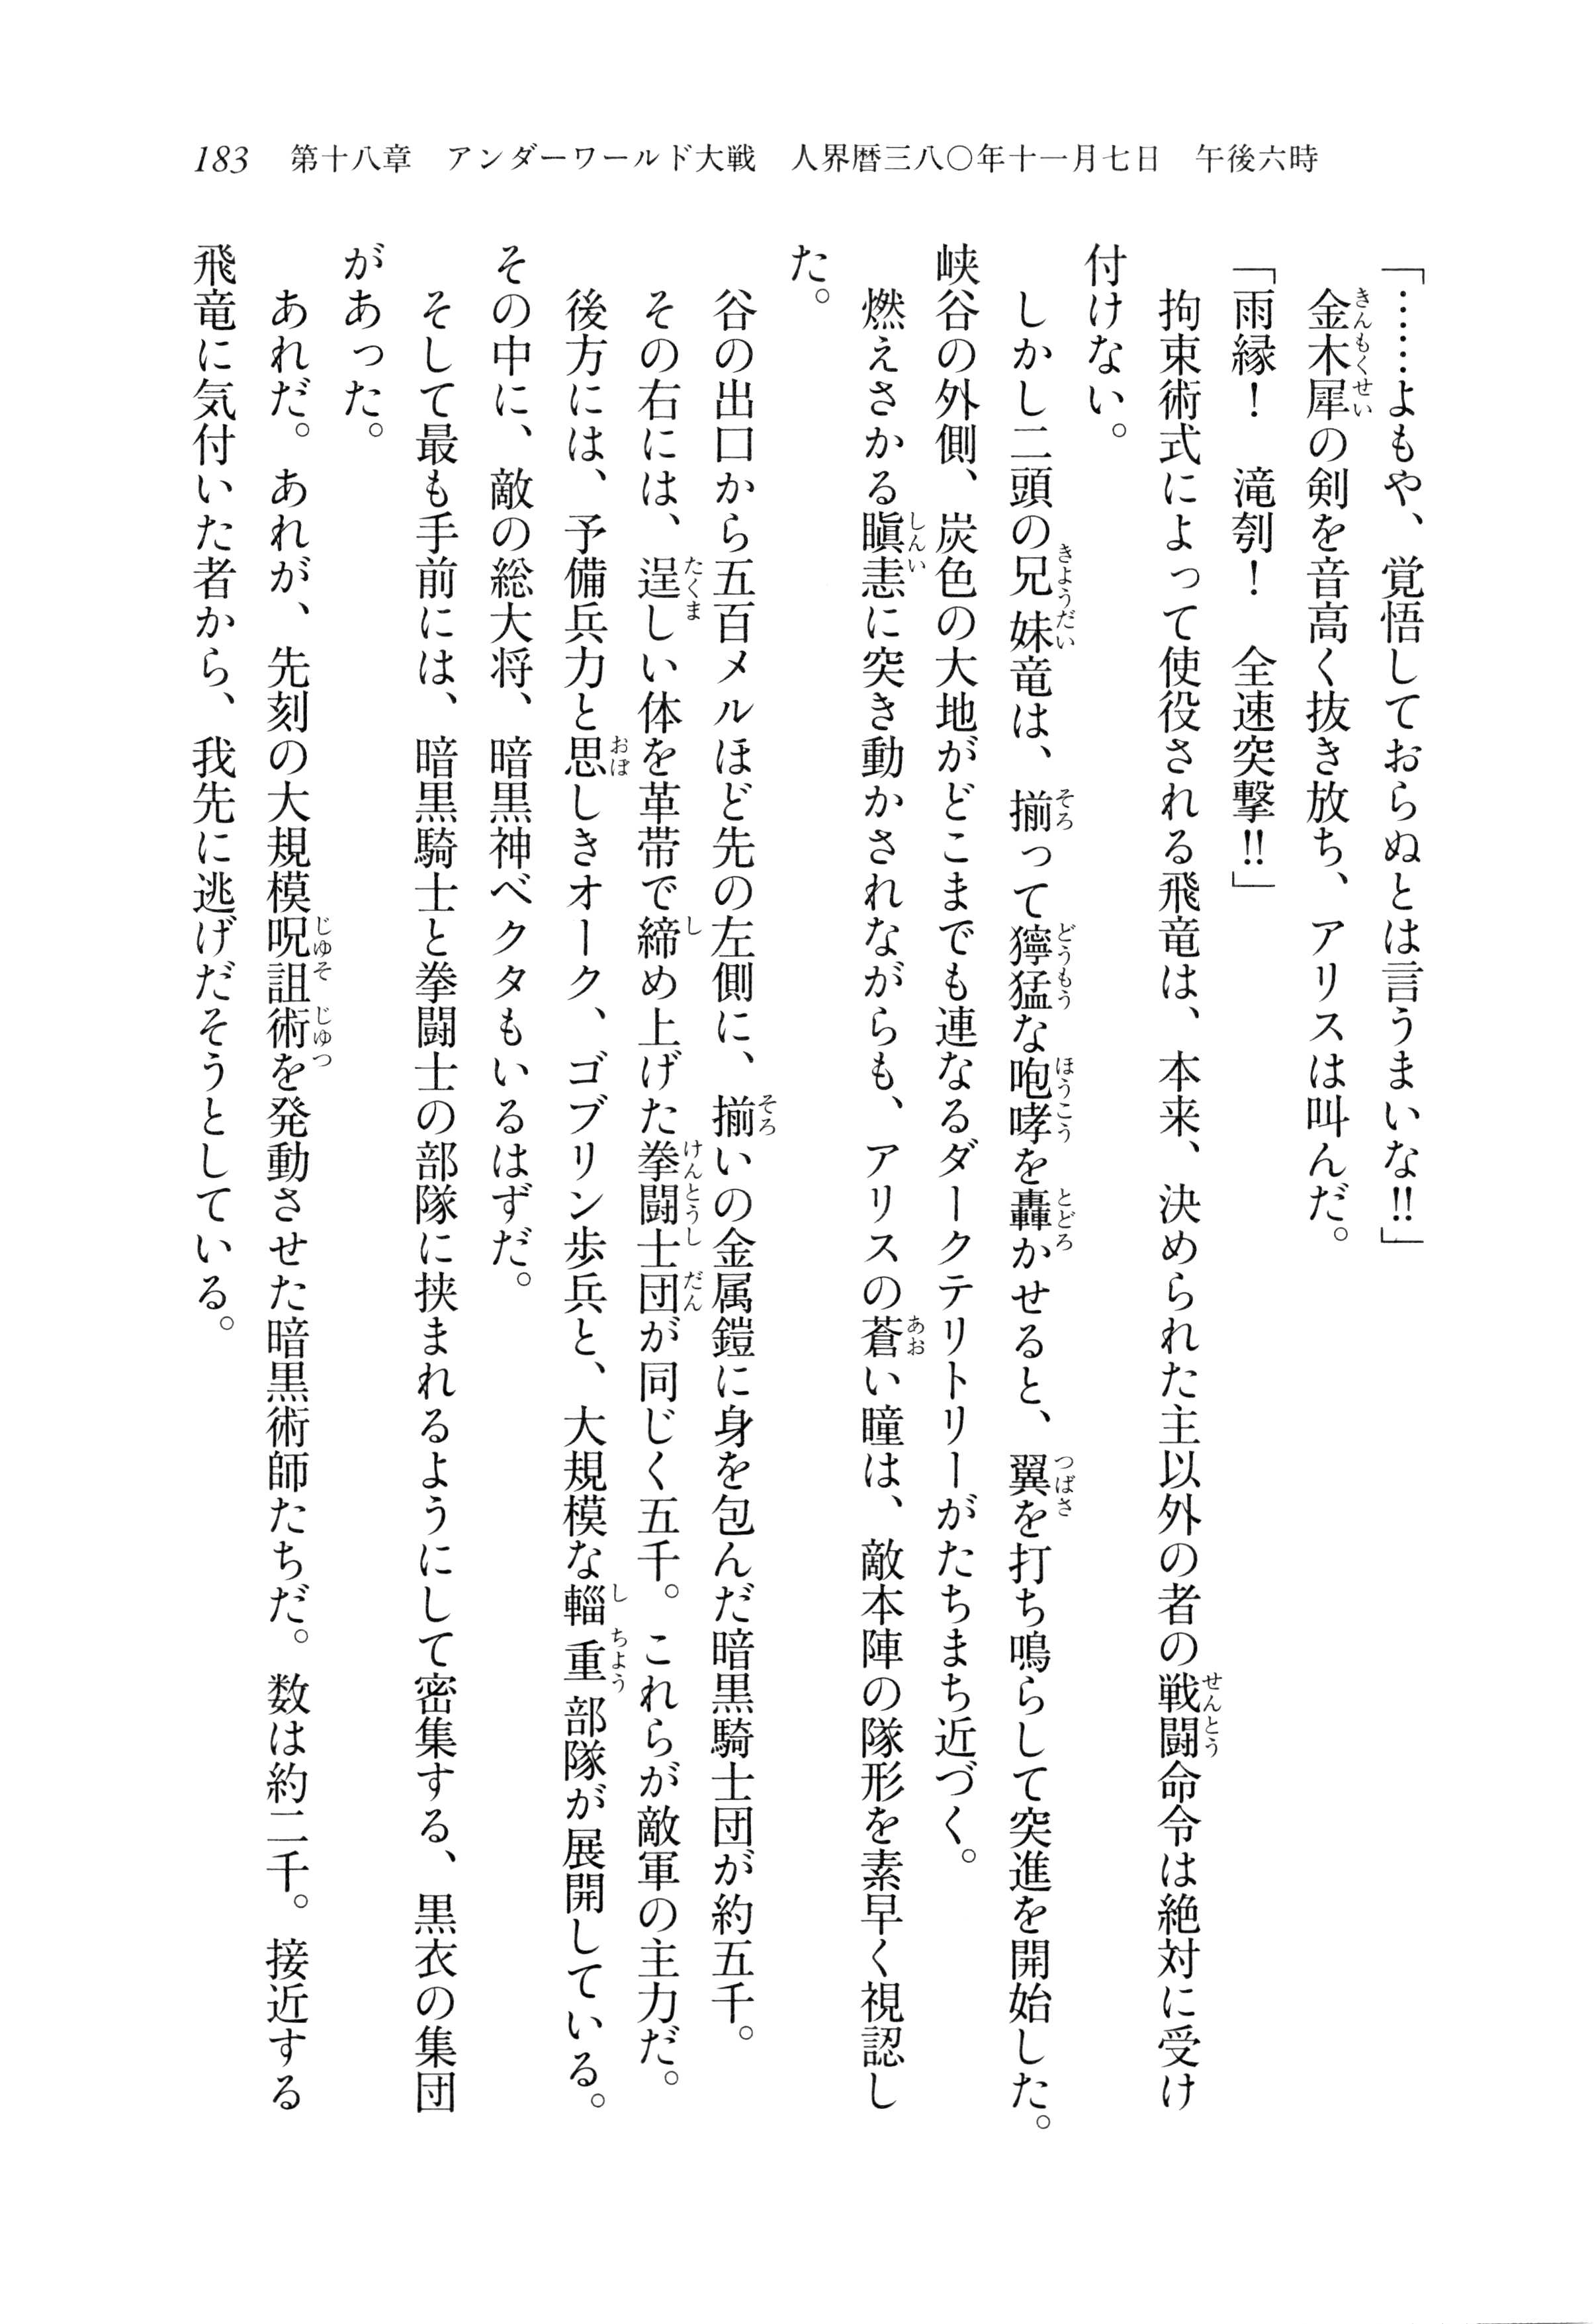 183　第十八章　アンダーワールド大戦　人界暦三八〇年十一月七日　午後六時
「……よもや、覚悟しておらぬとは言うまいな!!」
　金木犀の剣を音高く抜き放ち、アリスは叫んだ。
「雨縁！　滝刳！　全速突撃!!」
　拘束術式によって使役される飛竜は、本来、決められた主以外の者の戦闘命令は絶対に受け
付けない。
　しかし二頭の兄妹竜は、揃って獰猛な咆哮を轟かせると、翼を打ち鳴らして突進を開始した。
峡谷の外側、炭色の大地がどこまでも連なるダークテリトリーがたちまち近づく。
　燃えさかる瞋恚に突き動かされながらも、アリスの蒼い瞳は、敵本陣の隊形を素早く視認し
た。
　谷の出口から五百メルほど先の左側に、揃いの金属鎧に身を包んだ暗黒騎士団が約五千。
　その右には、逞しい体を革帯で締め上げた拳闘士団が同じく五千。これらが敵軍の主力だ。
　後方には、予備兵力と思しきオーク、ゴブリン歩兵と、大規模な輜重部隊が展開している。
その中に、敵の総大将、暗黒神ベクタもいるはずだ。
　そして最も手前には、暗黒騎士と拳闘士の部隊に挟まれるようにして密集する、黒衣の集団
があった。
　あれだ。あれが、先刻の大規模呪詛術を発動させた暗黒術師たちだ。数は約二千。接近する
飛竜に気付いた者から、我先に逃げだそうとしている。